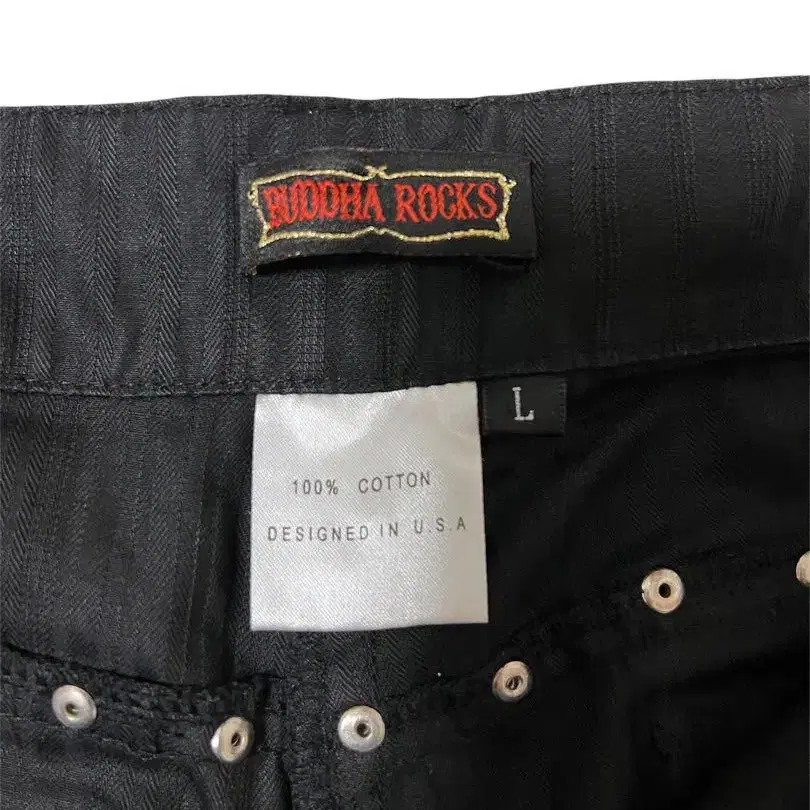 BUDDHA ROCKS
L
100% COTTON
DESIGNED IN U.S.A